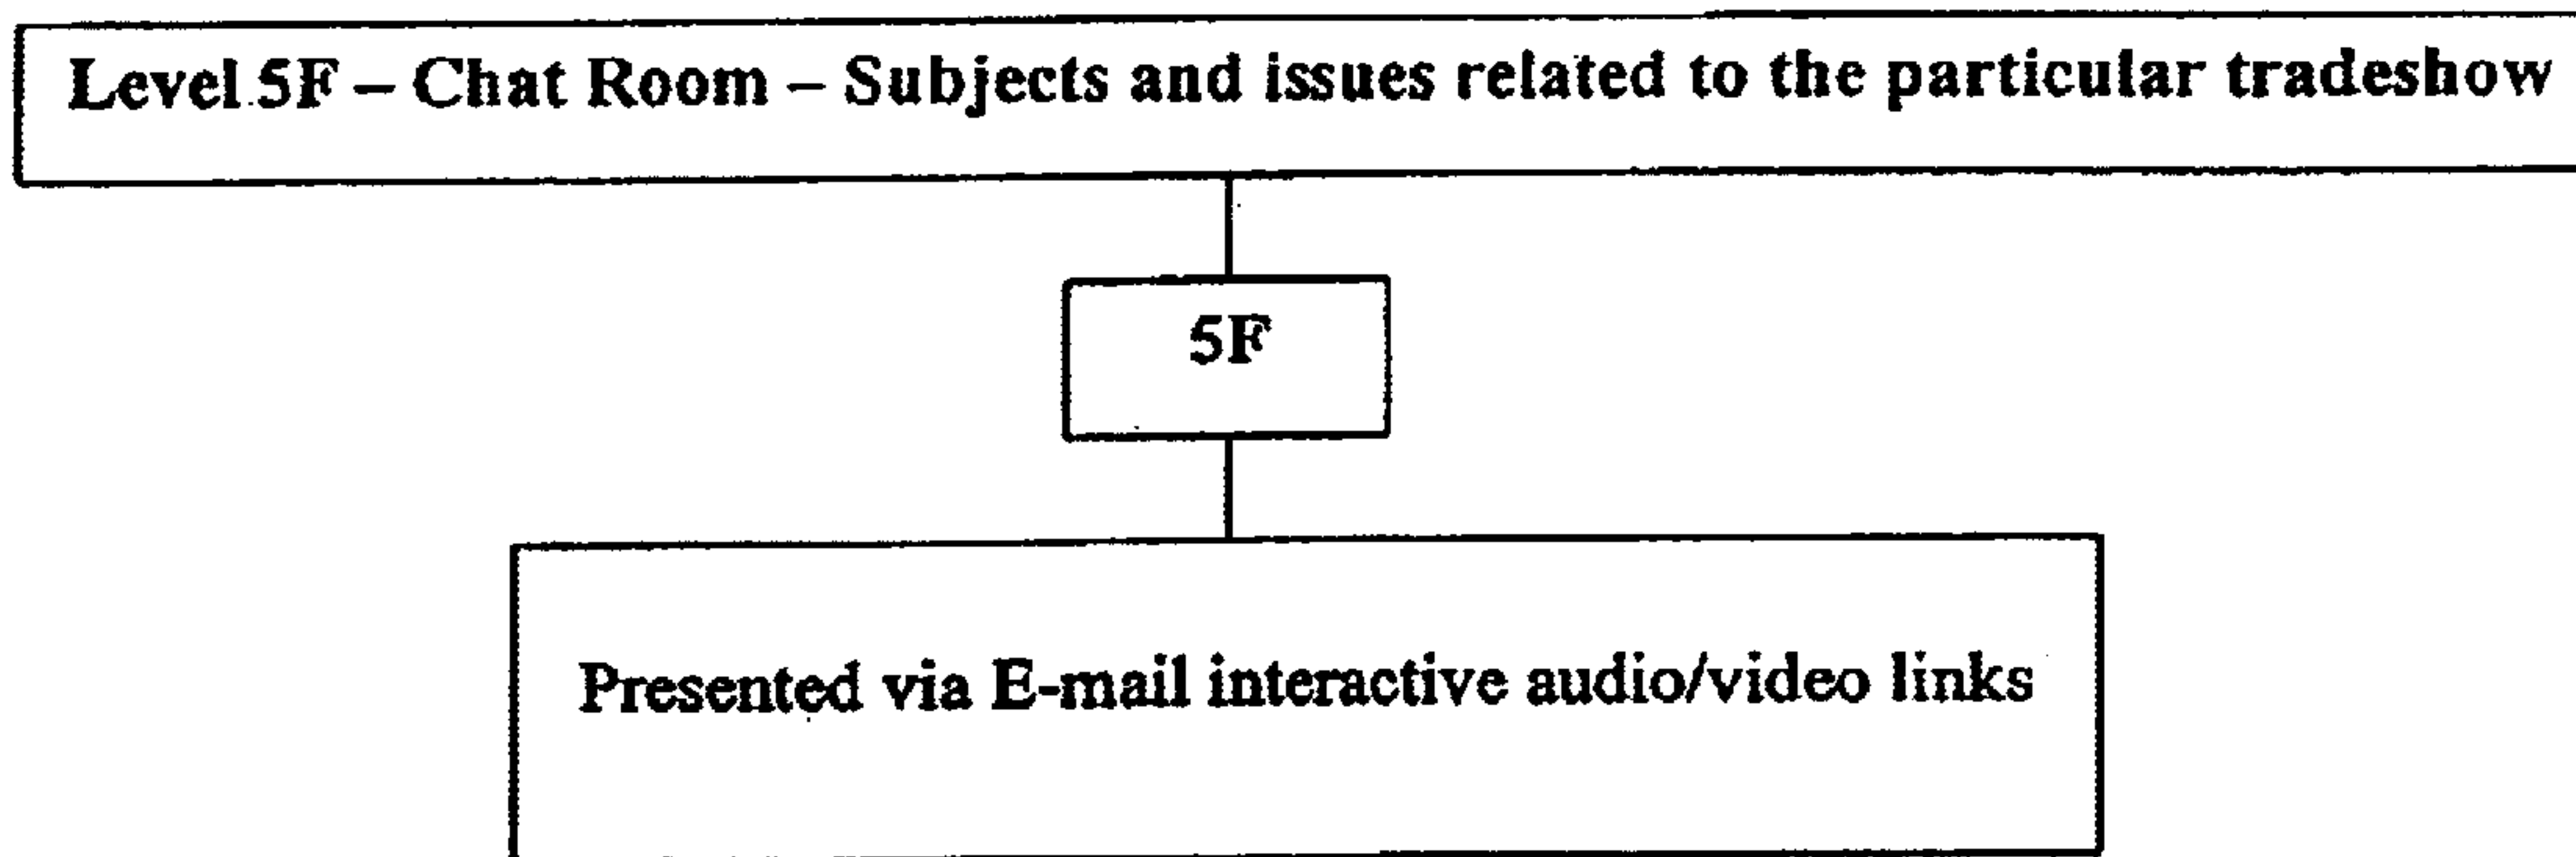 Level 5F – Chat Room – Subjects and issues related to the particular tradeshow
5F
Presented via E-mail interactive audio/video links